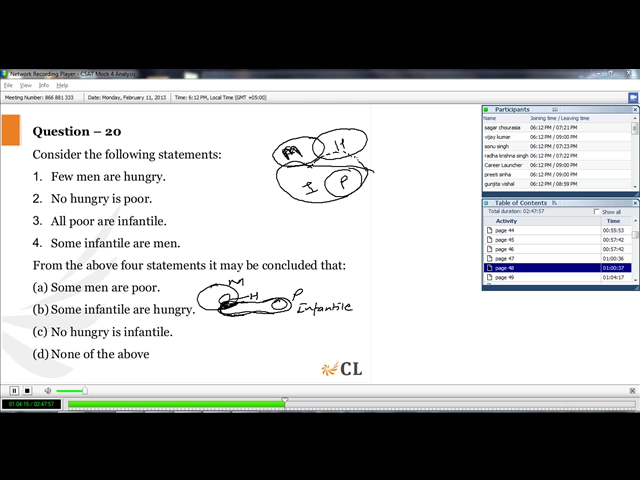 Network Recording Player - CSAT Mock 4 Analysis
File View Info Help
Meeting Number: 866 881 333 Date: Monday, February 11, 2013 Time: 6:12 PM, Local Time (GMT +05:00)
Question – 20
Consider the following statements:
1. Few men are hungry.
2. No hungry is poor.
3. All poor are infantile.
4. Some infantile are men.
From the above four statements it may be concluded that:
(a) Some men are poor.
(b) Some infantile are hungry.
(c) No hungry is infantile.
(d) None of the above
M H
I P
M
H
P
Infantile
CL
Participants
Name Joining time / Leaving time
sagar chourasia 06:12 PM / 07:21 PM
vijay kumar 06:12 PM / 09:00 PM
sonu singh 06:12 PM / 07:23 PM
radha krishna singh 06:12 PM / 07:22 PM
Career Launcher 06:12 PM / 09:00 PM
preeti sinha 06:12 PM / 09:00 PM
gunjita vishal 06:12 PM / 08:59 PM
Table of Contents
Total duration: 02:47:57 Show all
Activity Time
page 44 00:55:53
page 45 00:57:42
page 46 00:57:42
page 47 01:00:36
page 48 01:00:37
page 49 01:04:17
01:04:15 / 02:47:57